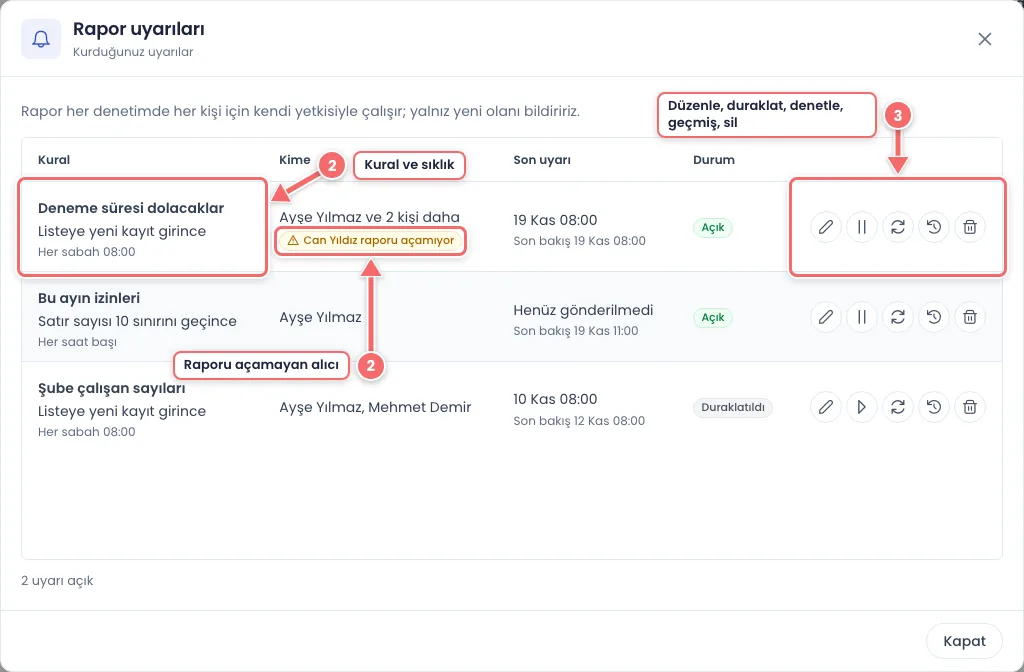 Rapor uyarıları
Kurduğunuz uyarılar
Rapor her denetimde her kişi için kendi yetkisiyle çalışır; yalnız yeni olanı bildiririz.
Düzenle, duraklat, denetle,
geçmiş, sil
3
Kural
Kime
2
Kural ve sıklık
Son uyarı
Durum
Deneme süresi dolacaklar
Listeye yeni kayıt girince
Her sabah 08:00
Ayşe Yılmaz ve 2 kişi daha
Can Yıldız raporu açamıyor
19 Kas 08:00
Son bakış 19 Kas 08:00
Açık
Bu ayın izinleri
Satır sayısı 10 sınırını geçince
Her saat başı
Ayşe Yılmaz
Henüz gönderilmedi
Son bakış 19 Kas 11:00
Açık
Raporu açamayan alıcı
2
Şube çalışan sayıları
Listeye yeni kayıt girince
Her sabah 08:00
Ayşe Yılmaz, Mehmet Demir
10 Kas 08:00
Son bakış 12 Kas 08:00
Duraklatıldı
2 uyarı açık
Kapat